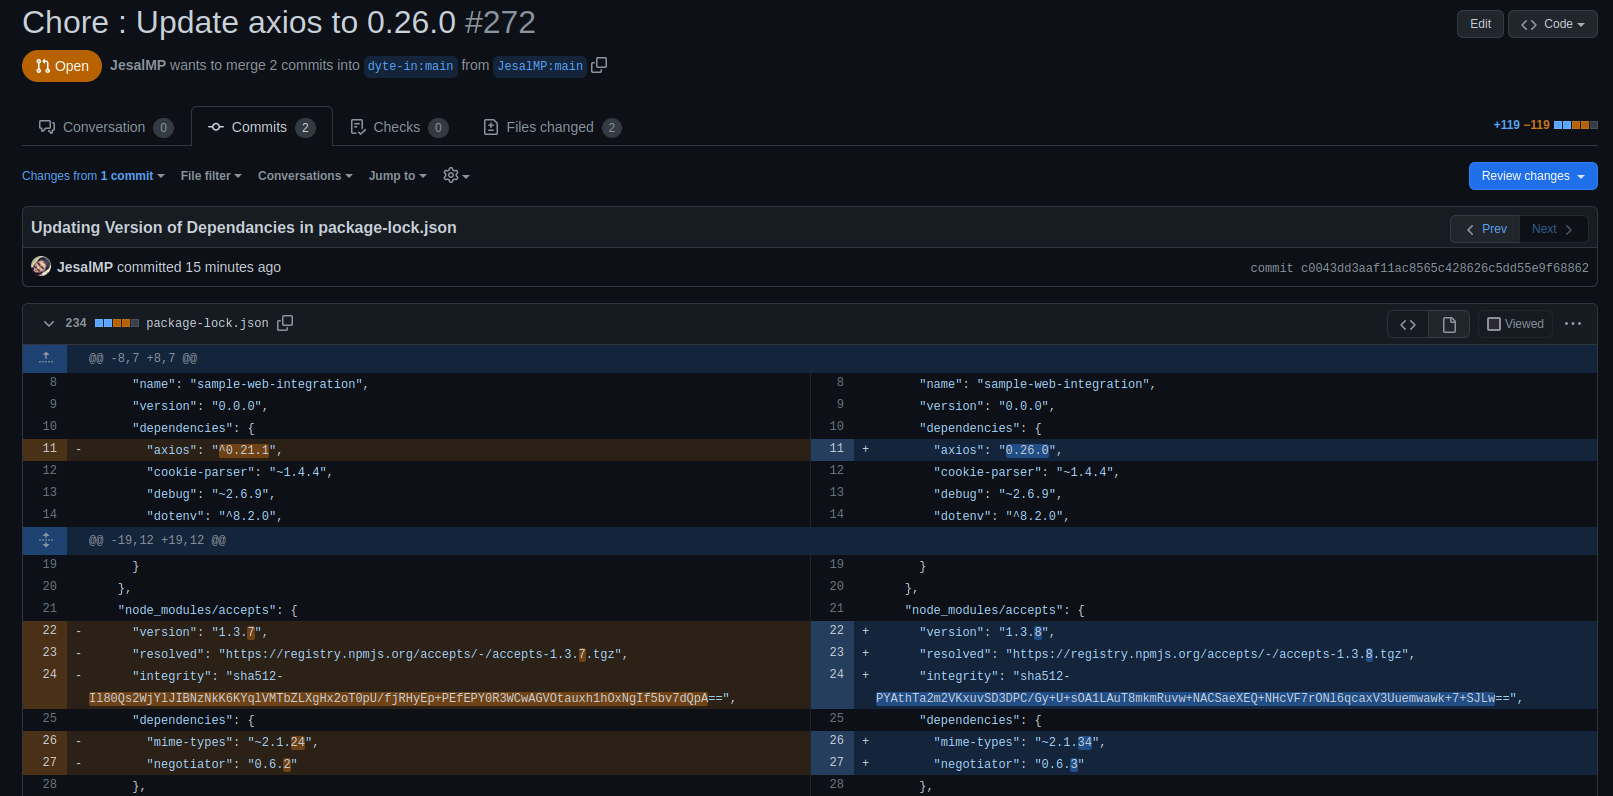 Chore : Update axios to 0.26.0 #272
Edit
<> Code
Open
JesalMP wants to merge 2 commits into dyte-in:main from JesalMP:main
Conversation 0
Commits 2
Checks 0
Files changed 2
+119 −119
Changes from 1 commit
File filter
Conversations
Jump to
Review changes
Updating Version of Dependancies in package-lock.json
Prev
Next
JesalMP committed 15 minutes ago
commit c0043dd3aaf11ac8565c428626c5dd55e9f68862
234 package-lock.json
<>
Viewed
@@ -8,7 +8,7 @@
8 "name": "sample-web-integration", 8 "name": "sample-web-integration",
9 "version": "0.0.0", 9 "version": "0.0.0",
10 "dependencies": { 10 "dependencies": {
11 - "axios": "^0.21.1", 11 + "axios": "0.26.0",
12 "cookie-parser": "~1.4.4", 12 "cookie-parser": "~1.4.4",
13 "debug": "~2.6.9", 13 "debug": "~2.6.9",
14 "dotenv": "^8.2.0", 14 "dotenv": "^8.2.0",
@@ -19,12 +19,12 @@
19 } 19 }
20 }, 20 },
21 "node_modules/accepts": { 21 "node_modules/accepts": {
22 - "version": "1.3.7", 22 + "version": "1.3.8",
23 - "resolved": "https://registry.npmjs.org/accepts/-/accepts-1.3.7.tgz", 23 + "resolved": "https://registry.npmjs.org/accepts/-/accepts-1.3.8.tgz",
24 - "integrity": "sha512- 24 + "integrity": "sha512-
Il80Qs2WjYlJIBNzNkK6KYqlVMTbZLXgHx2oT0pU/fjRHyEp+PEfEPY0R3WCwAGVOtauxh1hOxNgIf5bv7dQpA==", PYAthTa2m2VKxuvSD3DPC/Gy+U+sOA1LAuT8mkmRuvw+NACSaeXEQ+NHcVF7rONl6qcaxV3Uuemwawk+7+SJLw==",
25 "dependencies": { 25 "dependencies": {
26 - "mime-types": "~2.1.24", 26 + "mime-types": "~2.1.34",
27 - "negotiator": "0.6.2" 27 + "negotiator": "0.6.3"
28 }, 28 },